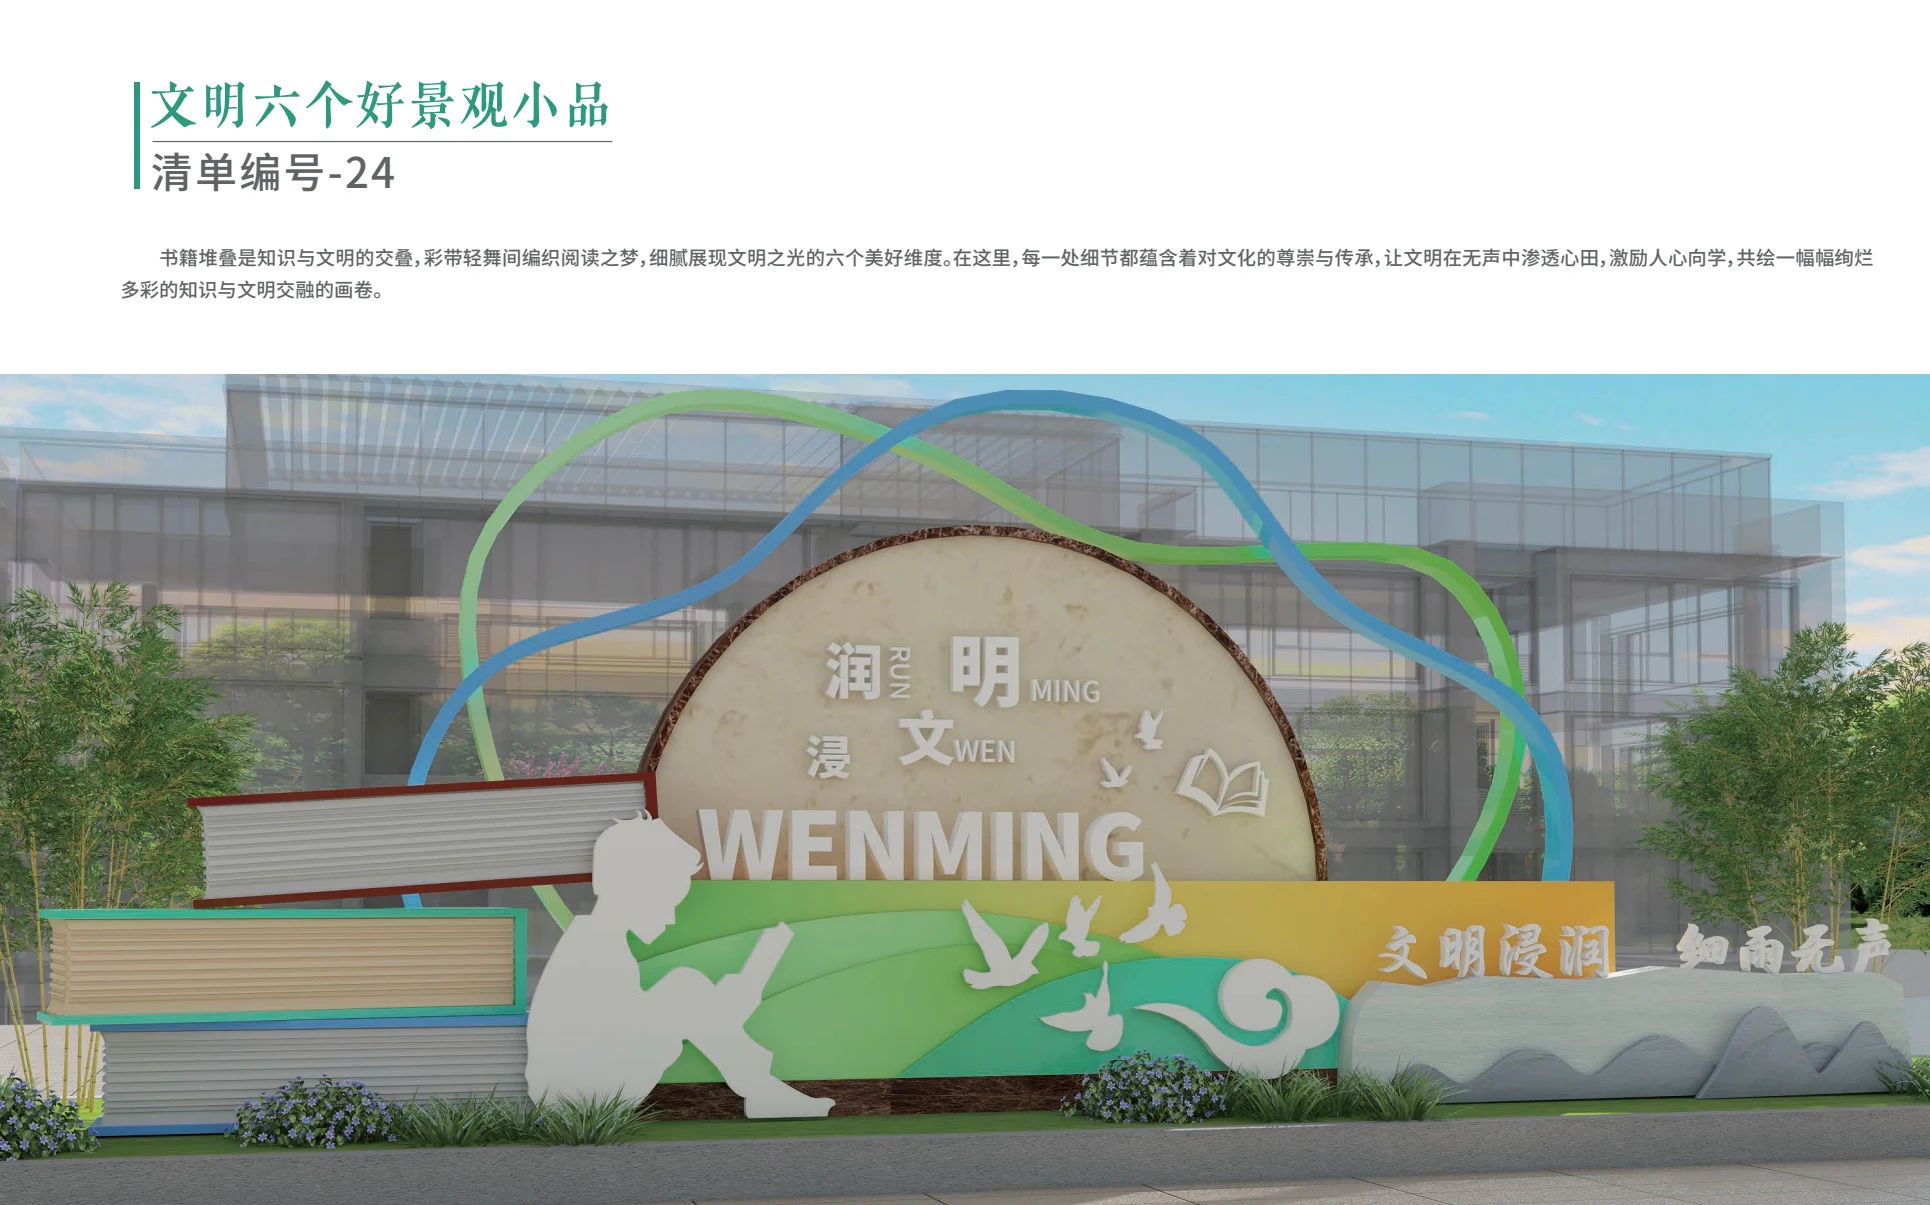 文明六个好景观小品
清单编号-24
书籍堆叠是知识与文明的交叠,彩带轻舞间编织阅读之梦,细腻展现文明之光的六个美好维度。在这里,每一处细节都蕴含着对文化的尊崇与传承,让文明在无声中渗透心田,激励人心向学,共绘一幅幅绚烂
多彩的知识与文明交融的画卷。
润 RUN 明 MING
浸 文 WEN
WENMING
文明浸润 细雨无声